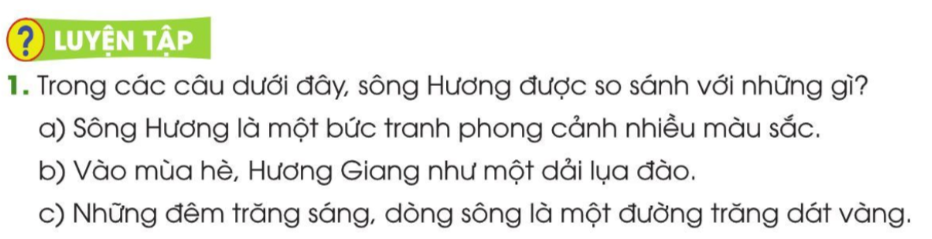 ? LUYỆN TẬP
1. Trong các câu dưới đây, sông Hương được so sánh với những gì?
a) Sông Hương là một bức tranh phong cảnh nhiều màu sắc.
b) Vào mùa hè, Hương Giang như một dải lụa đào.
c) Những đêm trăng sáng, dòng sông là một đường trăng dát vàng.